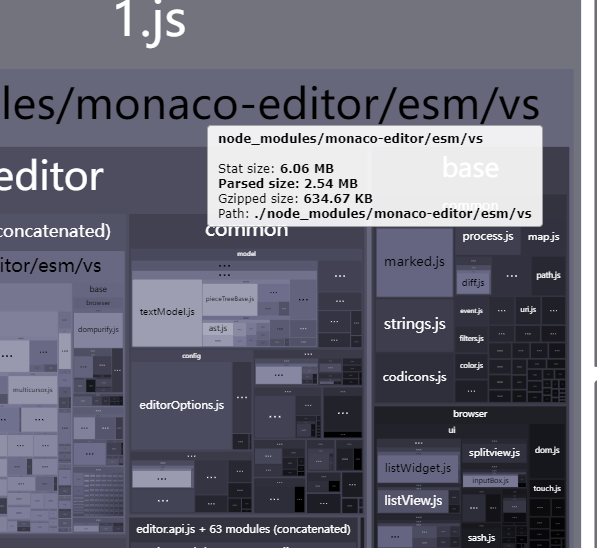 1.js
les/monaco-editor/esm/vs
node_modules/monaco-editor/esm/vs
Stat size: 6.06 MB
Parsed size: 2.54 MB
Gzipped size: 634.67 KB
Path: ./node_modules/monaco-editor/esm/vs
editor
base
common
concatenated)
common
process.js
map.js
itor/esm/vs
model
marked.js
...
diff.js
...
path.js
base
browser
textModel.js
pieceTreeBase.js
...
...
event.js
...
uri.js
dompurify.js
ast.js
strings.js
filters.js
...
...
config
...
color.js
codicons.js
multicursor.js
editorOptions.js
...
...
...
browser
ui
splitview.js
dom.js
listWidget.js
inputBox.js
touch.js
listView.js
editor.api.js + 63 modules (concatenated)
sash.js